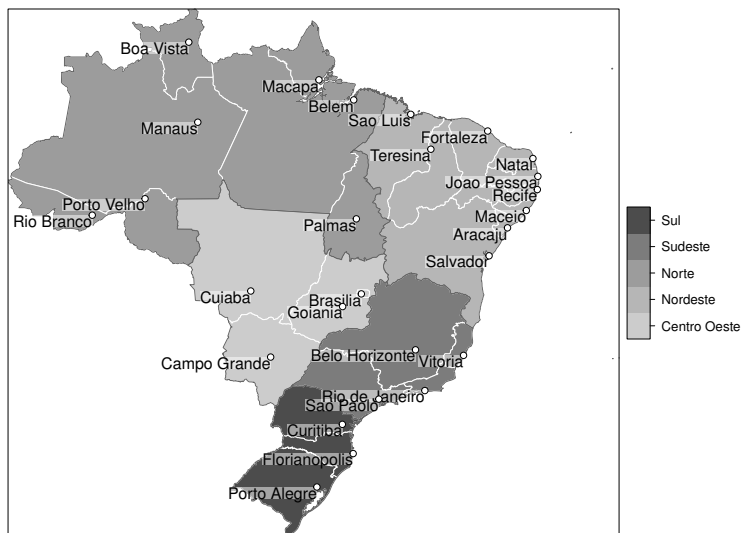 Boa Vista
Macapa
Belem
Sao Luis
Manaus
Fortaleza
Teresina
Natal
Joao Pessoa
Recife
Porto Velho
Maceio
Rio Branco
Palmas
Aracaju
Salvador
Cuiaba
Brasilia
Goiania
Belo Horizonte
Vitoria
Campo Grande
Rio de Janeiro
Sao Paolo
Curitiba
Florianopolis
Porto Alegre
Sul
Sudeste
Norte
Nordeste
Centro Oeste